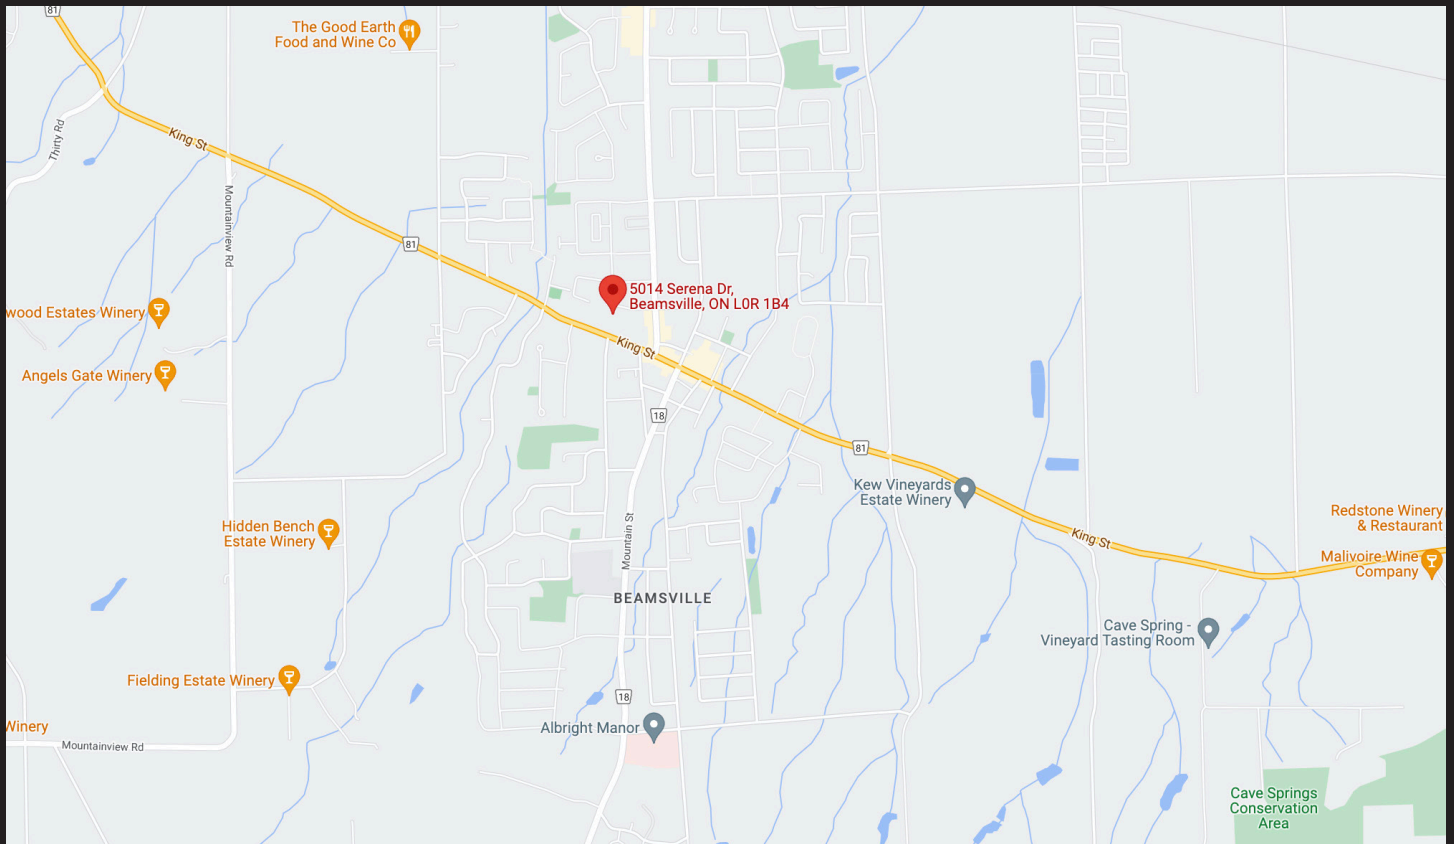 81
The Good Earth
Food and Wine Co
Thirty Rd
King St
Mountainview Rd
81
5014 Serena Dr,
Beamsville, ON L0R 1B4
wood Estates Winery
King St
Angels Gate Winery
18
81
Kew Vineyards
Estate Winery
Redstone Winery
& Restaurant
Hidden Bench
Estate Winery
Mountain St
King St
Malivoire Wine
Company
BEAMSVILLE
Cave Spring -
Vineyard Tasting Room
Fielding Estate Winery
18
Winery
Albright Manor
Mountainview Rd
Cave Springs
Conservation
Area